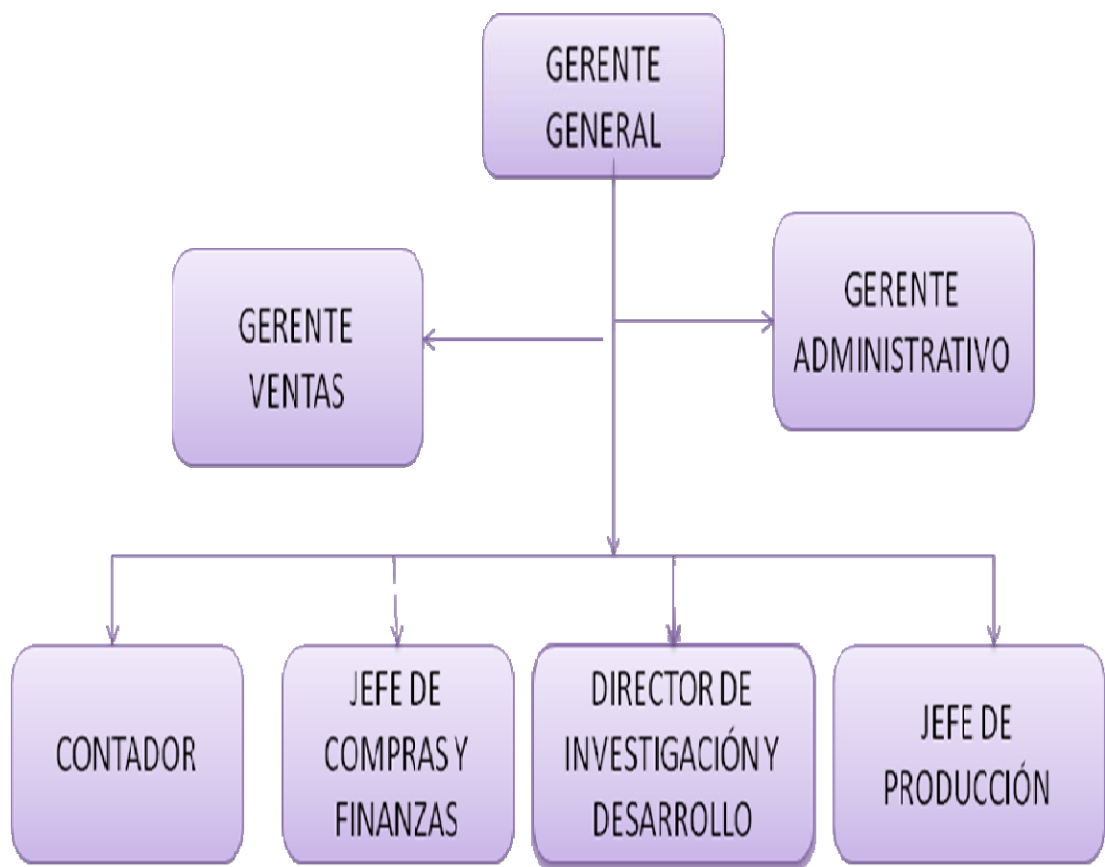 GERENTE
GENERAL
GERENTE
VENTAS
GERENTE
ADMINISTRATIVO
CONTADOR
JEFE DE
COMPRAS Y
FINANZAS
DIRECTOR DE
INVESTIGACIÓN Y
DESARROLLO
JEFE DE
PRODUCCIÓN